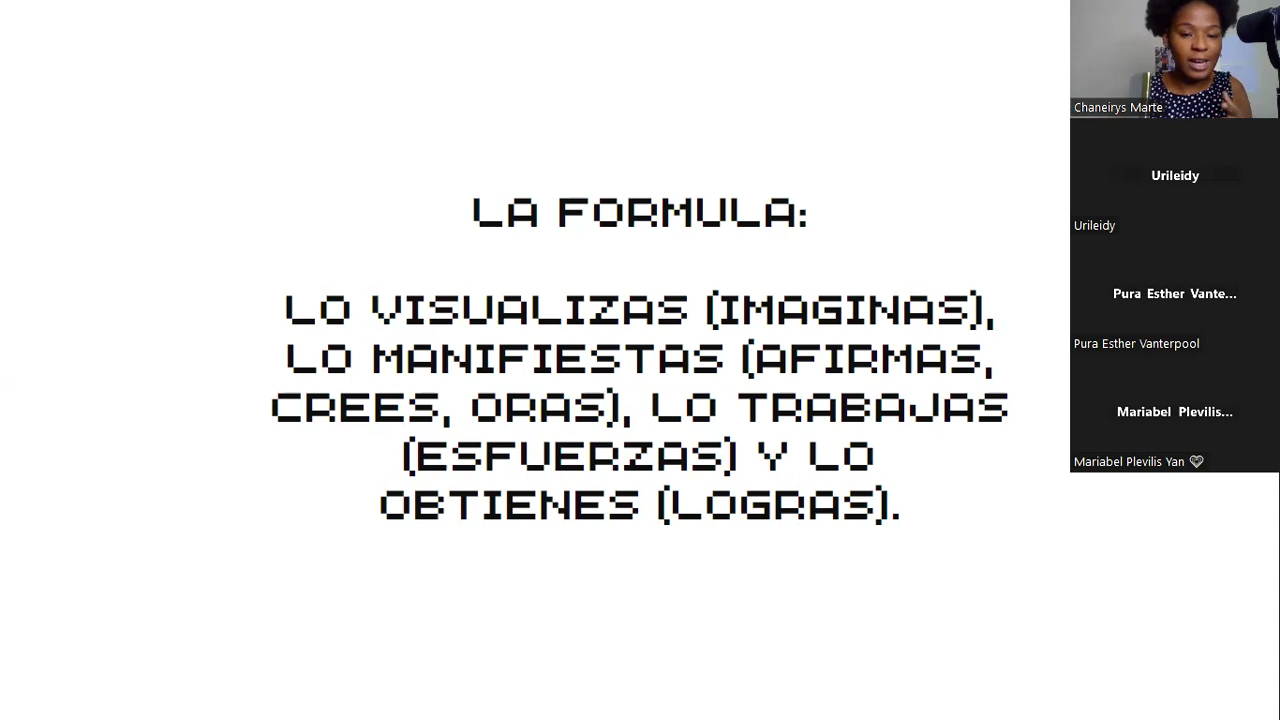 LA FORMULA:
LO VISUALIZAS (IMAGINAS),
LO MANIFIESTAS (AFIRMAS,
CREES, ORAS), LO TRABAJAS
(ESFUERZAS) Y LO
OBTIENES (LOGRAS).
Chaneirys Marte
Urileidy
Urileidy
Pura Esther Vante...
Pura Esther Vanterpool
Mariabel Plevilis...
Mariabel Plevilis Yan